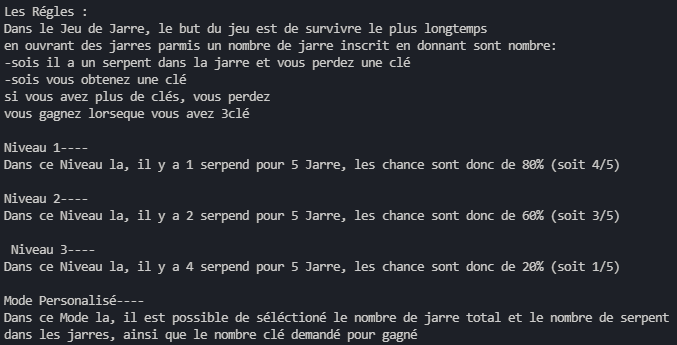 Les Régles :
Dans le Jeu de Jarre, le but du jeu est de survivre le plus longtemps
en ouvrant des jarres parmis un nombre de jarre inscrit en donnant sont nombre:
-sois il a un serpent dans la jarre et vous perdez une clé
-sois vous obtenez une clé
si vous avez plus de clés, vous perdez
vous gagnez lorseque vous avez 3clé
Niveau 1----
Dans ce Niveau la, il y a 1 serpend pour 5 Jarre, les chance sont donc de 80% (soit 4/5)
Niveau 2----
Dans ce Niveau la, il y a 2 serpend pour 5 Jarre, les chance sont donc de 60% (soit 3/5)
Niveau 3----
Dans ce Niveau la, il y a 4 serpend pour 5 Jarre, les chance sont donc de 20% (soit 1/5)
Mode Personalisé----
Dans ce Mode la, il est possible de séléctioné le nombre de jarre total et le nombre de serpent
dans les jarres, ainsi que le nombre clé demandé pour gagné